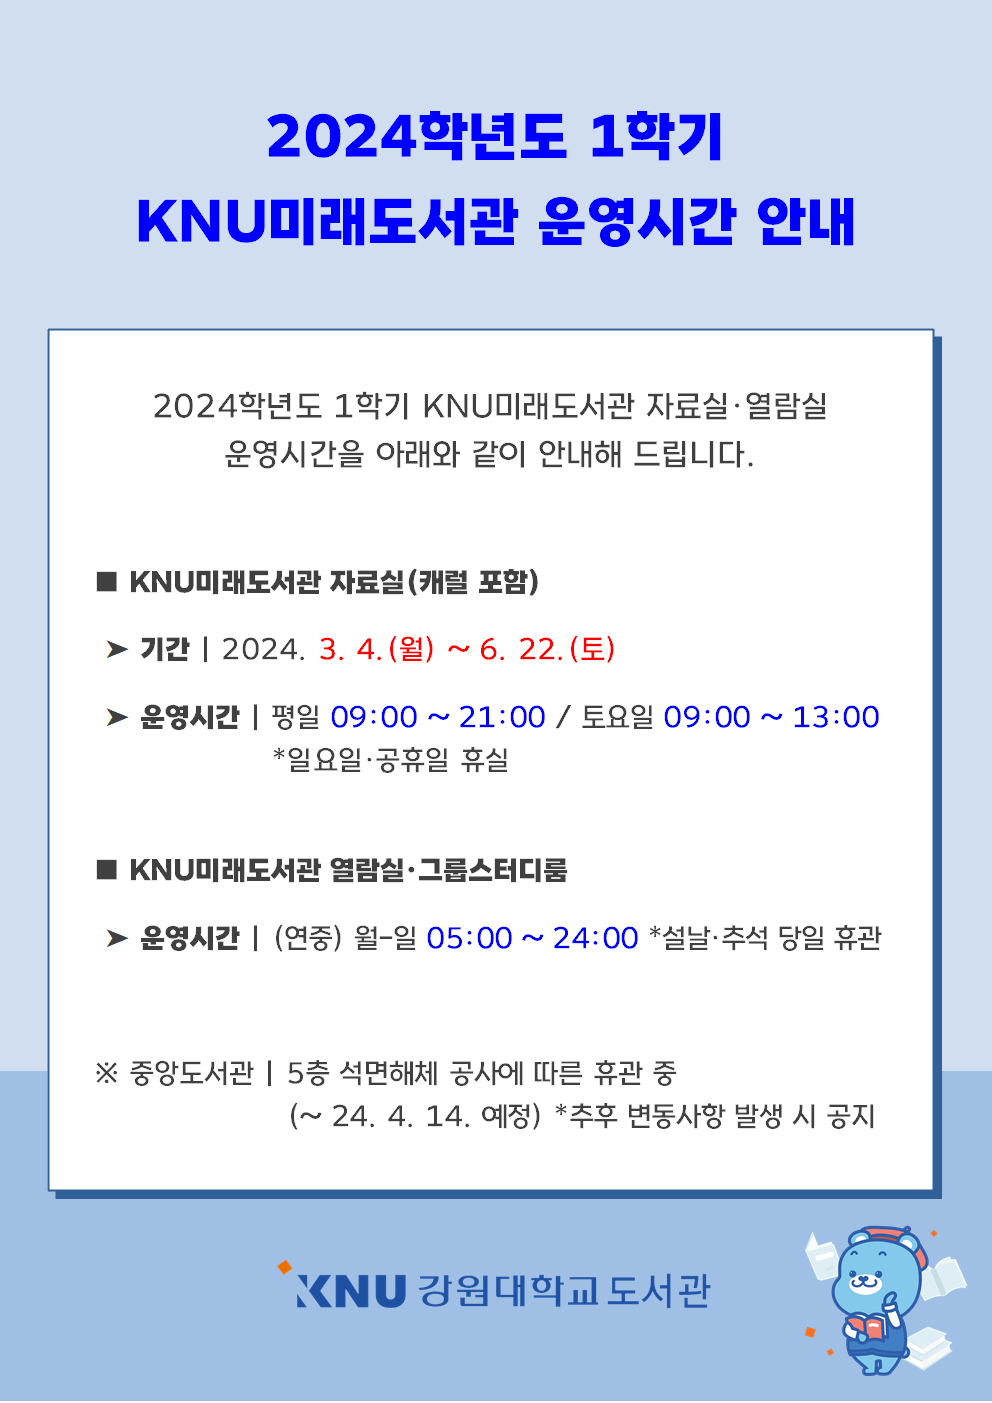 2024학년도 1학기
KNU미래도서관 운영시간 안내
2024학년도 1학기 KNU미래도서관 자료실·열람실
운영시간을 아래와 같이 안내해 드립니다.
■ KNU미래도서관 자료실(캐럴 포함)
➤ 기간 | 2024. 3. 4.(월) ~ 6. 22.(토)
➤ 운영시간 | 평일 09:00 ~ 21:00 / 토요일 09:00 ~ 13:00
*일요일·공휴일 휴실
■ KNU미래도서관 열람실·그룹스터디룸
➤ 운영시간 | (연중) 월-일 05:00 ~ 24:00 *설날·추석 당일 휴관
※ 중앙도서관 | 5층 석면해체 공사에 따른 휴관 중
(~ 24. 4. 14. 예정) *추후 변동사항 발생 시 공지
KNU 강원대학교도서관